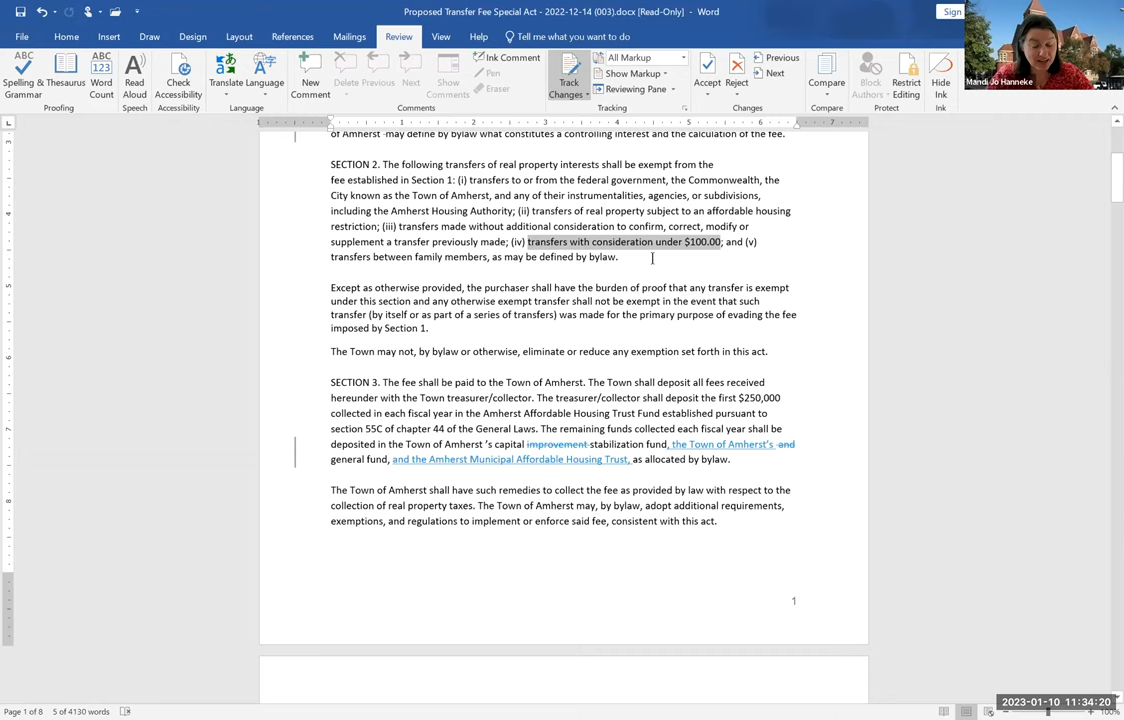 Proposed Transfer Fee Special Act - 2022-12-14 (003).docx [Read-Only] - Word
Sign
File Home Insert Draw Design Layout References Mailings Review View Help Tell me what you want to do
Spelling & Grammar
Thesaurus
Word Count
Read Aloud
Check Accessibility
Translate
Language
New Comment
Delete
Previous
Next
Show Comments
Ink Comment
Pen
Eraser
Track Changes
All Markup
Show Markup
Reviewing Pane
Accept
Reject
Previous
Next
Compare
Block Authors
Restrict Editing
Hide Ink
Proofing Speech Accessibility Language Comments Tracking Changes Compare Protect Ink
Mandi Jo Hanneke
1 2 3 4 5 6 7
of Amherst may define by bylaw what constitutes a controlling interest and the calculation of the fee.
SECTION 2. The following transfers of real property interests shall be exempt from the
fee established in Section 1: (i) transfers to or from the federal government, the Commonwealth, the
City known as the Town of Amherst, and any of their instrumentalities, agencies, or subdivisions,
including the Amherst Housing Authority; (ii) transfers of real property subject to an affordable housing
restriction; (iii) transfers made without additional consideration to confirm, correct, modify or
supplement a transfer previously made; (iv) transfers with consideration under $100.00; and (v)
transfers between family members, as may be defined by bylaw.
Except as otherwise provided, the purchaser shall have the burden of proof that any transfer is exempt
under this section and any otherwise exempt transfer shall not be exempt in the event that such
transfer (by itself or as part of a series of transfers) was made for the primary purpose of evading the fee
imposed by Section 1.
The Town may not, by bylaw or otherwise, eliminate or reduce any exemption set forth in this act.
SECTION 3. The fee shall be paid to the Town of Amherst. The Town shall deposit all fees received
hereunder with the Town treasurer/collector. The treasurer/collector shall deposit the first $250,000
collected in each fiscal year in the Amherst Affordable Housing Trust Fund established pursuant to
section 55C of chapter 44 of the General Laws. The remaining funds collected each fiscal year shall be
deposited in the Town of Amherst 's capital improvement stabilization fund, the Town of Amherst's and
general fund, and the Amherst Municipal Affordable Housing Trust, as allocated by bylaw.
The Town of Amherst shall have such remedies to collect the fee as provided by law with respect to the
collection of real property taxes. The Town of Amherst may, by bylaw, adopt additional requirements,
exemptions, and regulations to implement or enforce said fee, consistent with this act.
1
Page 1 of 8 5 of 4130 words
2023-01-10 11:34:20
100%